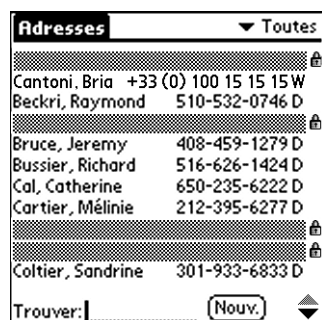 Adresses ▼ Toutes
Cantoni, Bria +33 (0) 100 15 15 15 W
Beckri, Raymond 510-532-0746 D
Bruce, Jeremy 408-459-1279 D
Bussier, Richard 516-626-1424 D
Cal, Catherine 650-235-6222 D
Cartier, Mélinie 212-395-6277 D
Coltier, Sandrine 301-933-6833 D
Trouver: Nouv.